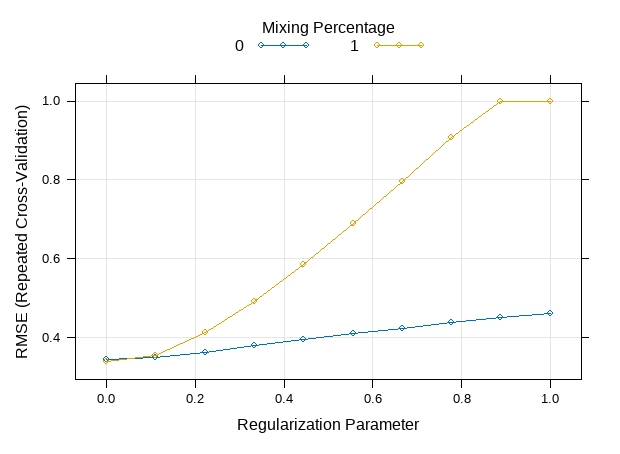 Mixing Percentage
0 1
RMSE (Repeated Cross-Validation)
1.0
0.8
0.6
0.4
0.0 0.2 0.4 0.6 0.8 1.0
Regularization Parameter